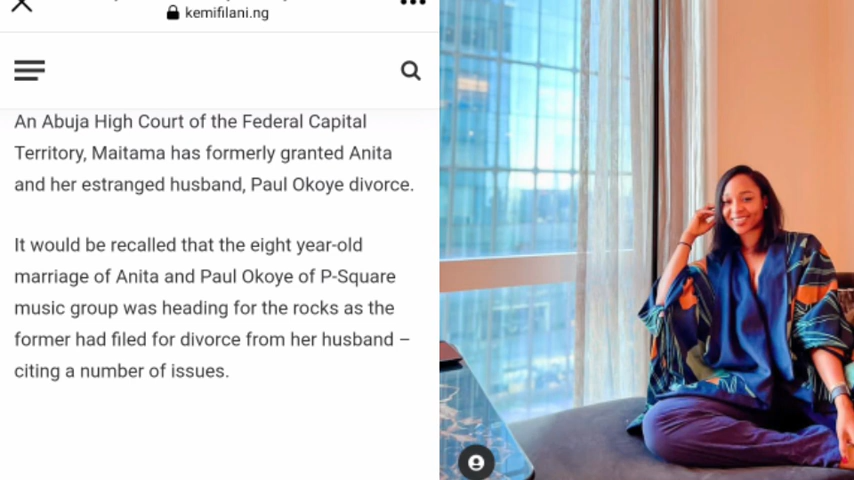 kemifilani.ng
An Abuja High Court of the Federal Capital
Territory, Maitama has formerly granted Anita
and her estranged husband, Paul Okoye divorce.
It would be recalled that the eight year-old
marriage of Anita and Paul Okoye of P-Square
music group was heading for the rocks as the
former had filed for divorce from her husband –
citing a number of issues.